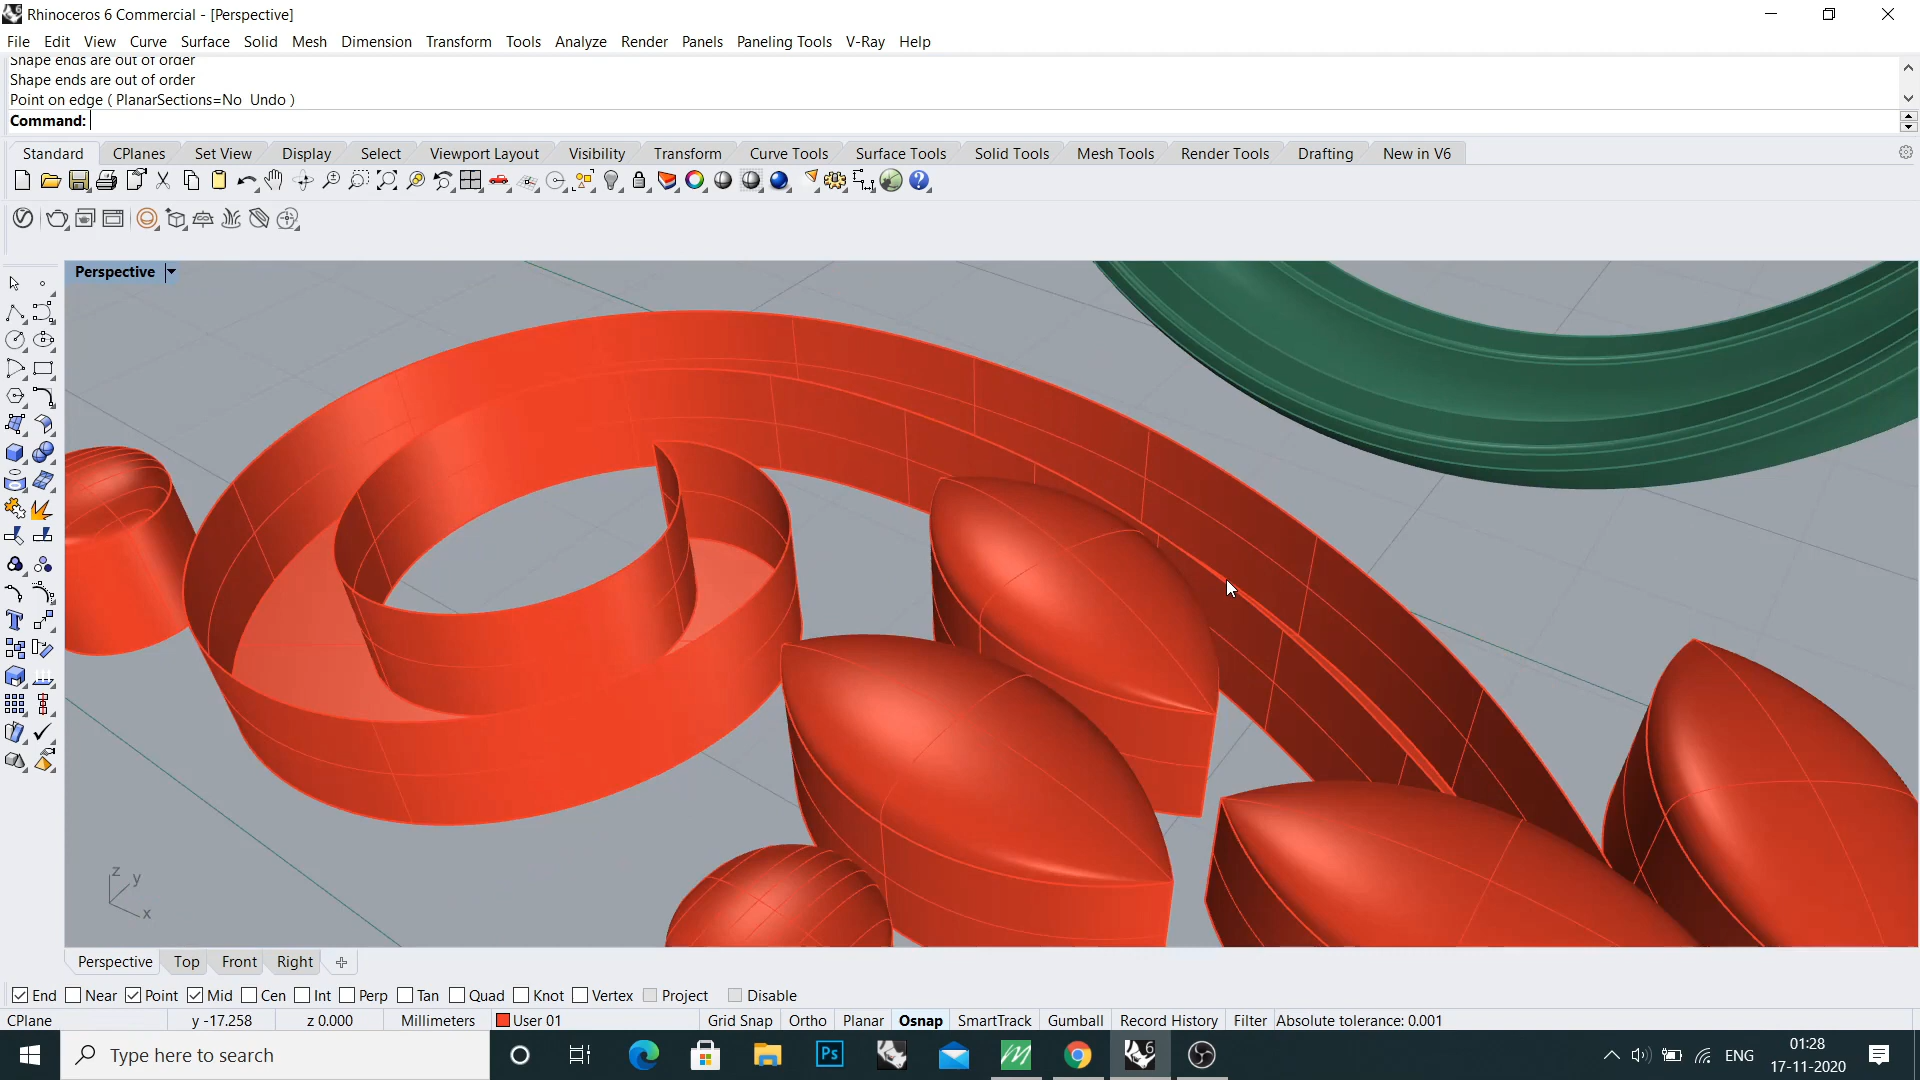 Rhinoceros 6 Commercial - [Perspective]
File Edit View Curve Surface Solid Mesh Dimension Transform Tools Analyze Render Panels Paneling Tools V-Ray Help
Shape ends are out of order
Shape ends are out of order
Point on edge ( PlanarSections=No Undo )
Command:
Standard CPlanes Set View Display Select Viewport Layout Visibility Transform Curve Tools Surface Tools Solid Tools Mesh Tools Render Tools Drafting New in V6
Perspective
z
y
x
Perspective Top Front Right
End Near Point Mid Cen Int Perp Tan Quad Knot Vertex Project Disable
CPlane y -17.258 z 0.000 Millimeters User 01 Grid Snap Ortho Planar Osnap SmartTrack Gumball Record History Filter Absolute tolerance: 0.001
Type here to search
Ps
6
ENG
01:28
17-11-2020